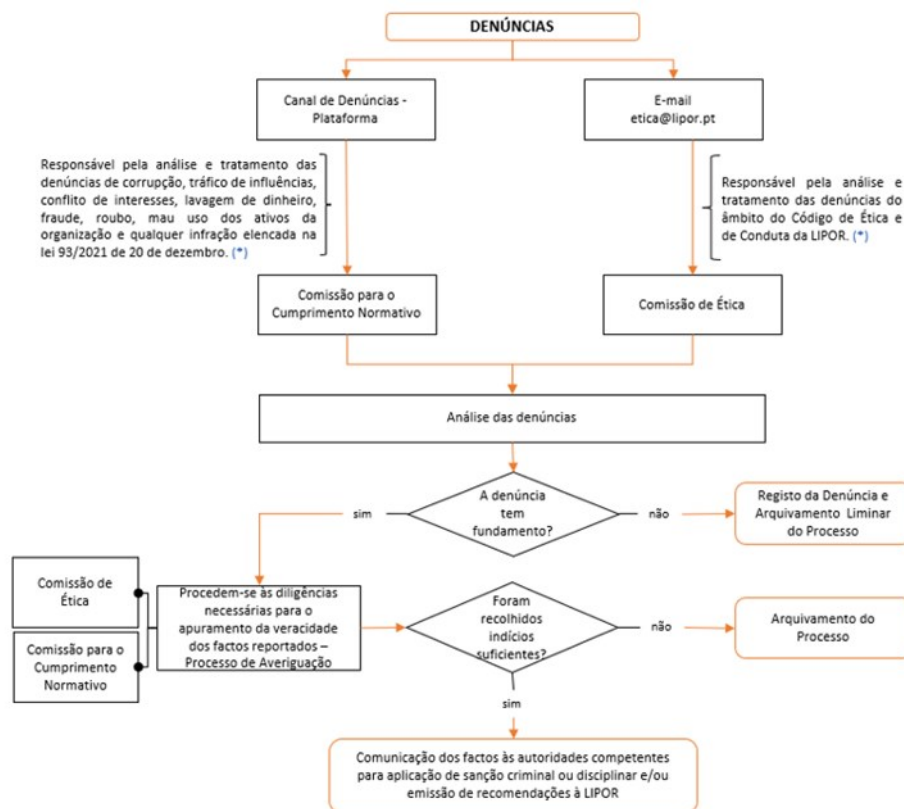 DENÚNCIAS
Canal de Denúncias -
Plataforma
E-mail
etica@lipor.pt
Responsável pela análise e tratamento das
denúncias de corrupção, tráfico de influências,
conflito de interesses, lavagem de dinheiro,
fraude, roubo, mau uso dos ativos da
organização e qualquer infração elencada na
lei 93/2021 de 20 de dezembro. (*)
Responsável pela análise e
tratamento das denúncias do
âmbito do Código de Ética e
de Conduta da LIPOR. (*)
Comissão para o
Cumprimento Normativo
Comissão de Ética
Análise das denúncias
A denúncia
tem
fundamento?
sim
não
Registo da Denúncia e
Arquivamento Liminar
do Processo
Comissão de
Ética
Comissão para o
Cumprimento
Normativo
Procedem-se às diligências
necessárias para o
apuramento da veracidade
dos factos reportados –
Processo de Averiguação
Foram
recolhidos
indícios
suficientes?
não
Arquivamento do
Processo
sim
Comunicação dos factos às autoridades competentes
para aplicação de sanção criminal ou disciplinar e/ou
emissão de recomendações à LIPOR